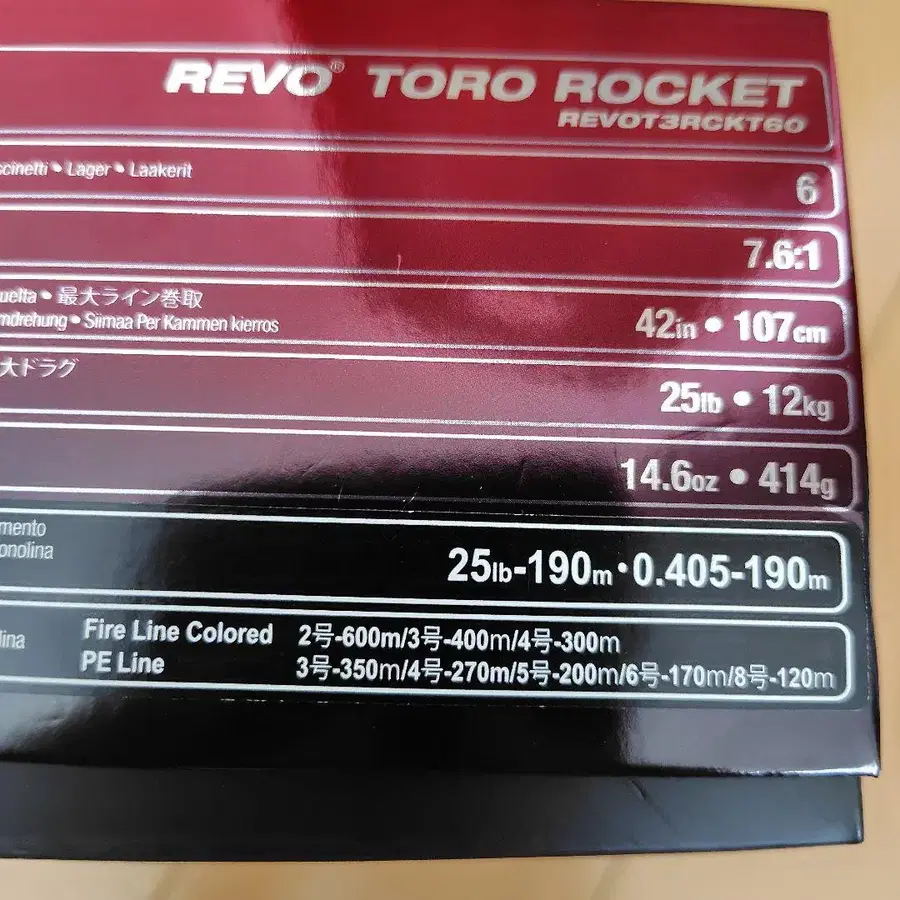 REVO® TORO ROCKET
REVOT3RCKT60
ccinetti • Lager • Laakerit
6
7.6:1
uelta • 最大ライン巻取
mdrehung • Siimaa Per Kammen kierros
42in • 107cm
大ドラグ
25lb • 12kg
14.6oz • 414g
mento
onolina
25lb-190m • 0.405-190m
lina
Fire Line Colored 2号-600m/3号-400m/4号-300m
PE Line 3号-350m/4号-270m/5号-200m/6号-170m/8号-120m